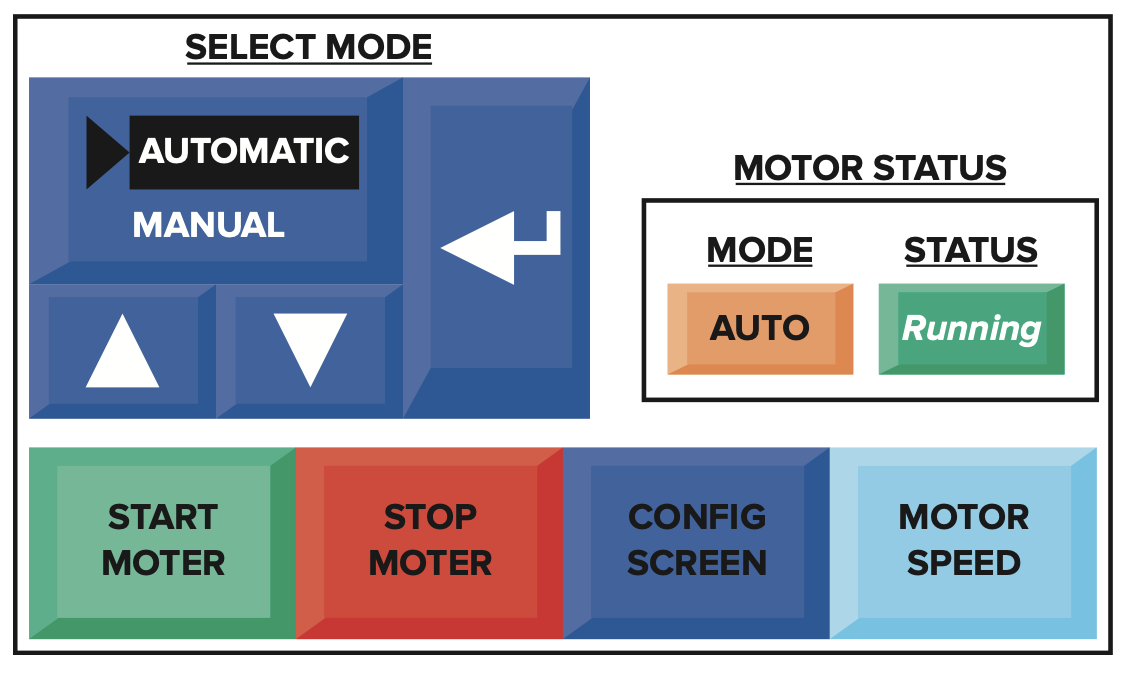 SELECT MODE
AUTOMATIC
MANUAL
MOTOR STATUS
MODE
STATUS
AUTO
Running
START
MOTER
STOP
MOTER
CONFIG
SCREEN
MOTOR
SPEED